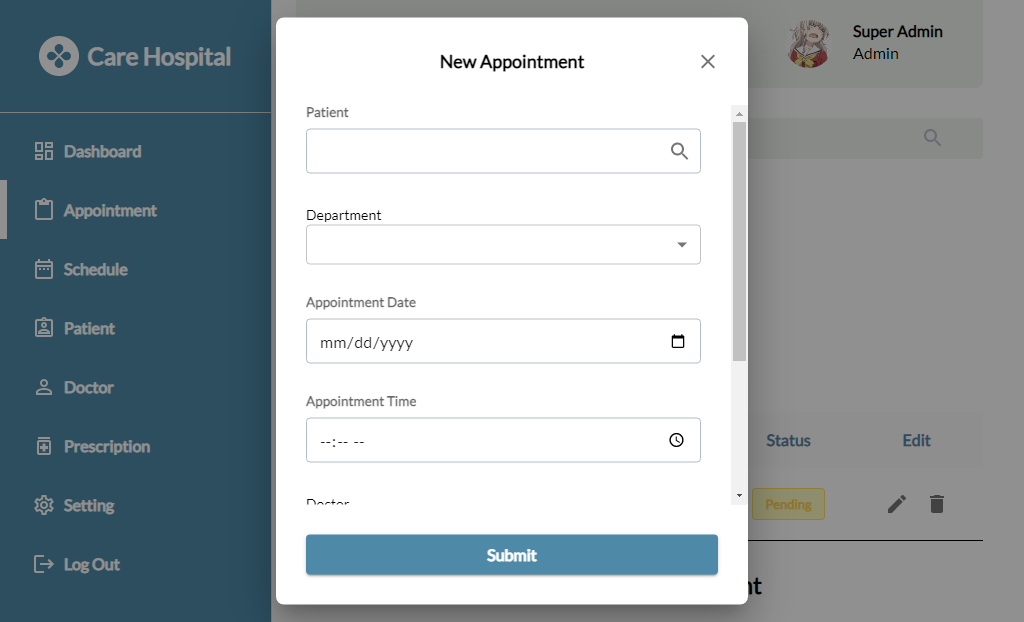 Care Hospital
Dashboard
Appointment
Schedule
Patient
Doctor
Prescription
Setting
Log Out
New Appointment
Patient
Department
Appointment Date
mm/dd/yyyy
Appointment Time
--:-- --
Doctor
Submit
Super Admin
Admin
Status
Edit
Pending
nt